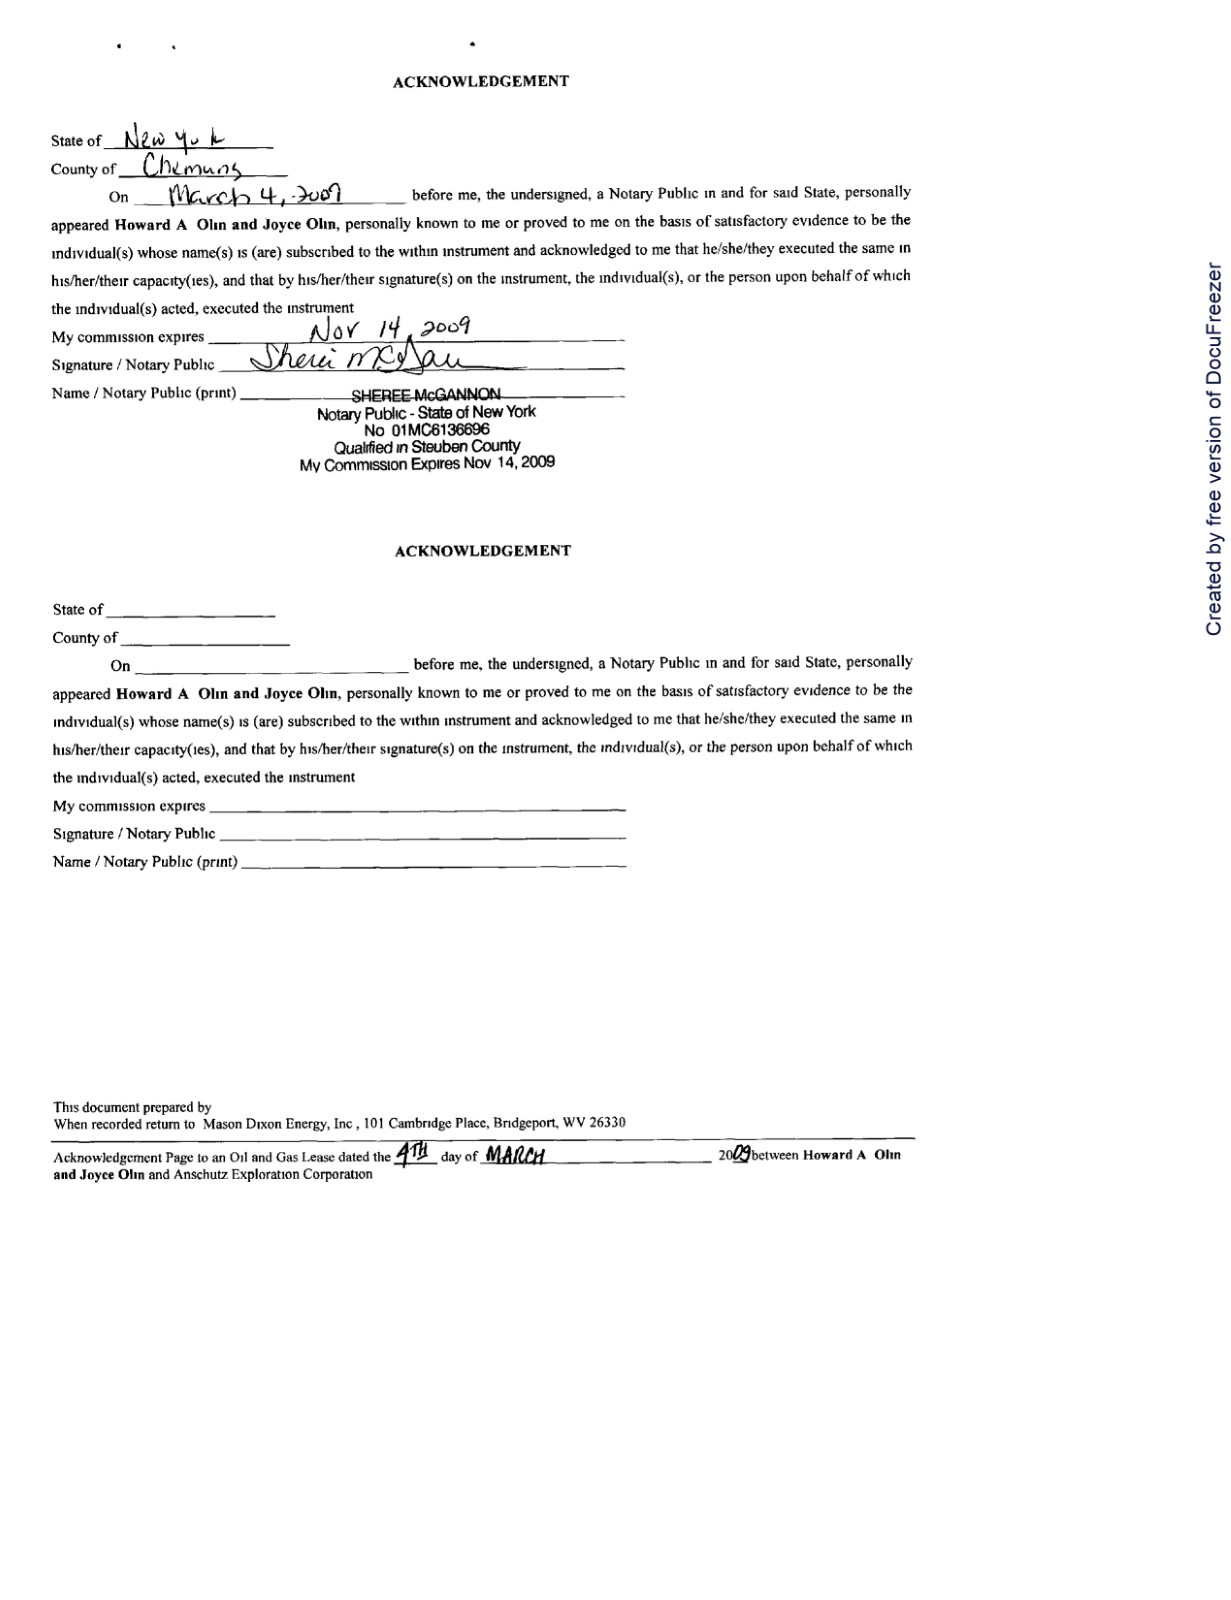 ACKNOWLEDGEMENT
State of New York
County of Chemung
On March 4, 2009 before me, the undersigned, a Notary Public in and for said State, personally
appeared Howard A Olin and Joyce Olin, personally known to me or proved to me on the basis of satisfactory evidence to be the
individual(s) whose name(s) is (are) subscribed to the within instrument and acknowledged to me that he/she/they executed the same in
his/her/their capacity(ies), and that by his/her/their signature(s) on the instrument, the individual(s), or the person upon behalf of which
the individual(s) acted, executed the instrument
My commission expires Nov 14, 2009
Signature / Notary Public
Name / Notary Public (print) SHEREE McGANNON
Notary Public - State of New York
No 01MC6136696
Qualified in Steuben County
My Commission Expires Nov 14, 2009
ACKNOWLEDGEMENT
State of
County of
On before me, the undersigned, a Notary Public in and for said State, personally
appeared Howard A Olin and Joyce Olin, personally known to me or proved to me on the basis of satisfactory evidence to be the
individual(s) whose name(s) is (are) subscribed to the within instrument and acknowledged to me that he/she/they executed the same in
his/her/their capacity(ies), and that by his/her/their signature(s) on the instrument, the individual(s), or the person upon behalf of which
the individual(s) acted, executed the instrument
My commission expires
Signature / Notary Public
Name / Notary Public (print)
This document prepared by
When recorded return to Mason Dixon Energy, Inc , 101 Cambridge Place, Bridgeport, WV 26330
Acknowledgement Page to an Oil and Gas Lease dated the 4TH day of MARCH 2009 between Howard A Olin
and Joyce Olin and Anschutz Exploration Corporation
Created by free version of DocuFreezer